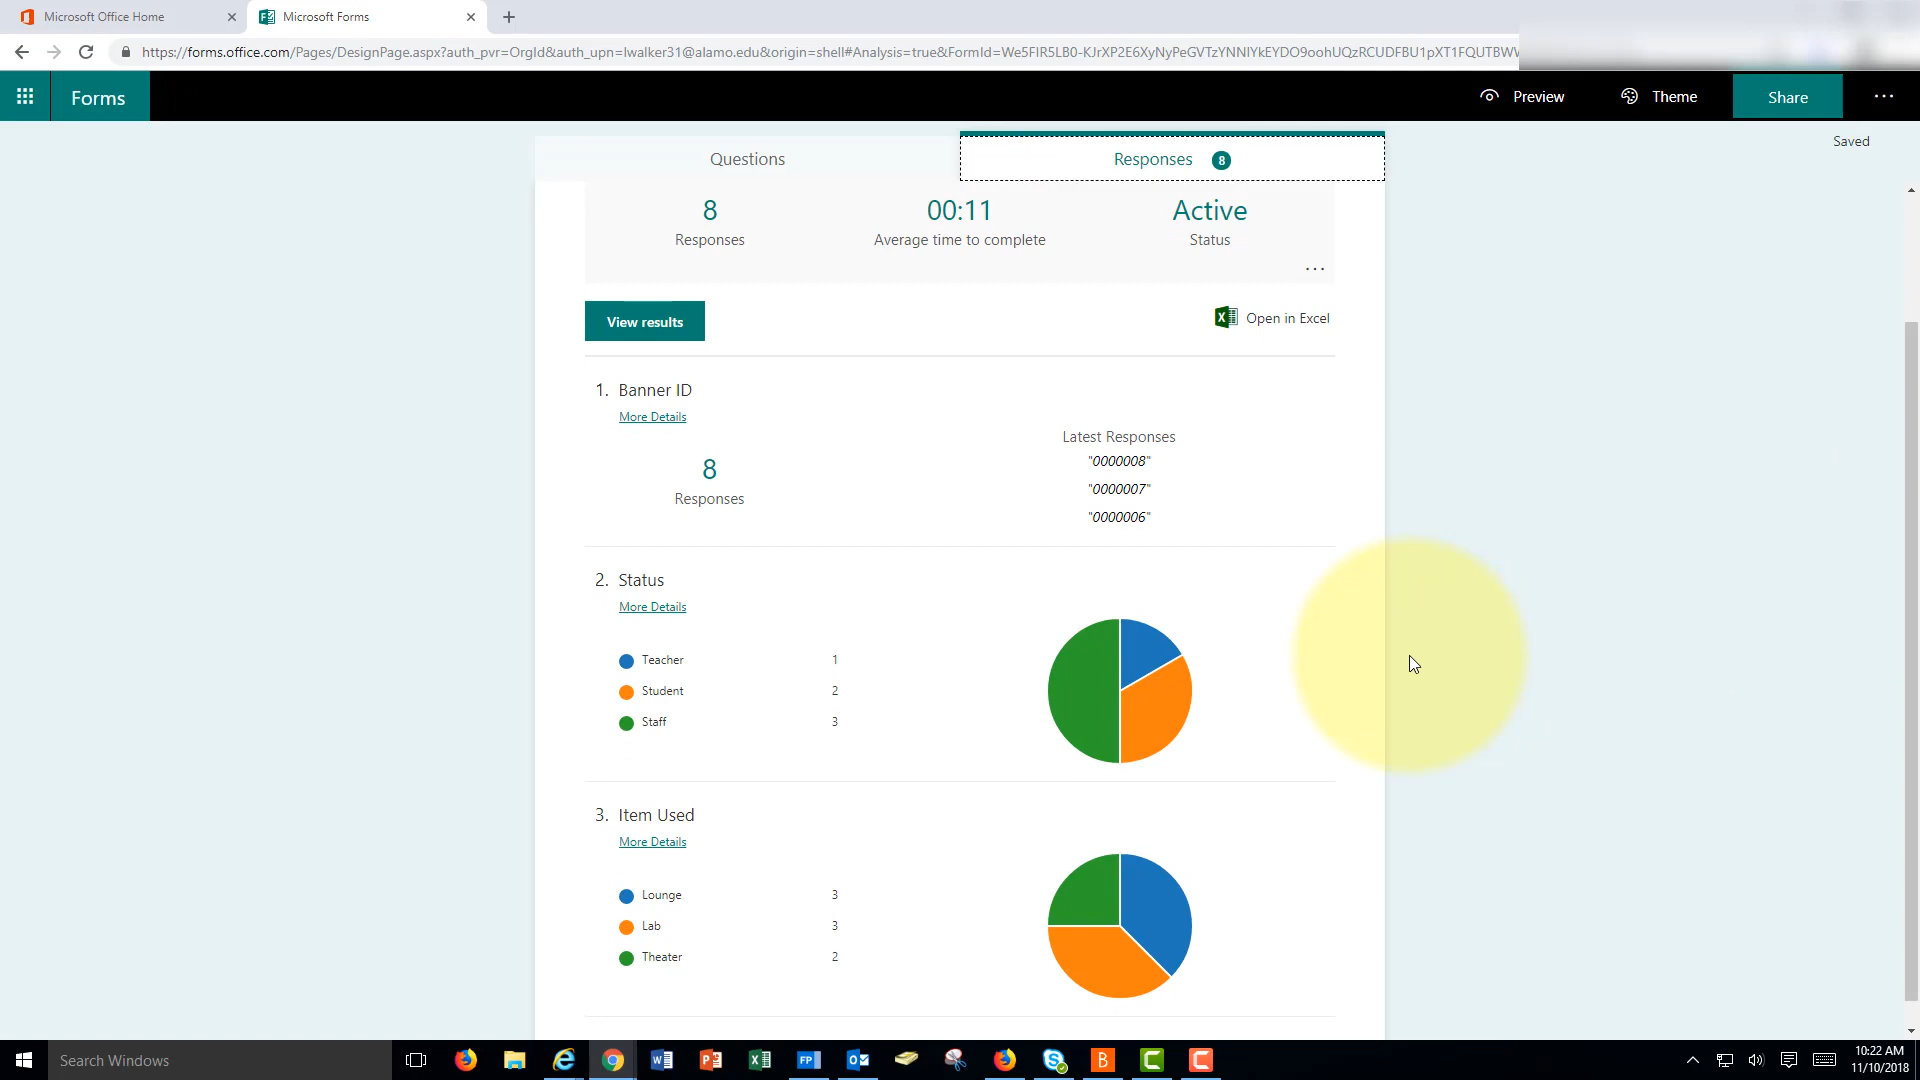 Microsoft Office Home
Microsoft Forms
https://forms.office.com/Pages/DesignPage.aspx?auth_pvr=OrgId&auth_upn=lwalker31@alamo.edu&origin=shell#Analysis=true&FormId=We5FIR5LB0-KJrXP2E6XyNyPeGVTzYNNlYkEYDO9oohUQzRCUDFBU1pXT1FQUTBW
Forms
Preview
Theme
Share
Questions
Responses 8
Saved
8
Responses
00:11
Average time to complete
Active
Status
View results
Open in Excel
1. Banner ID
More Details
8
Responses
Latest Responses
"0000008"
"0000007"
"0000006"
2. Status
More Details
Teacher 1
Student 2
Staff 3
3. Item Used
More Details
Lounge 3
Lab 3
Theater 2
Search Windows
10:22 AM
11/10/2018